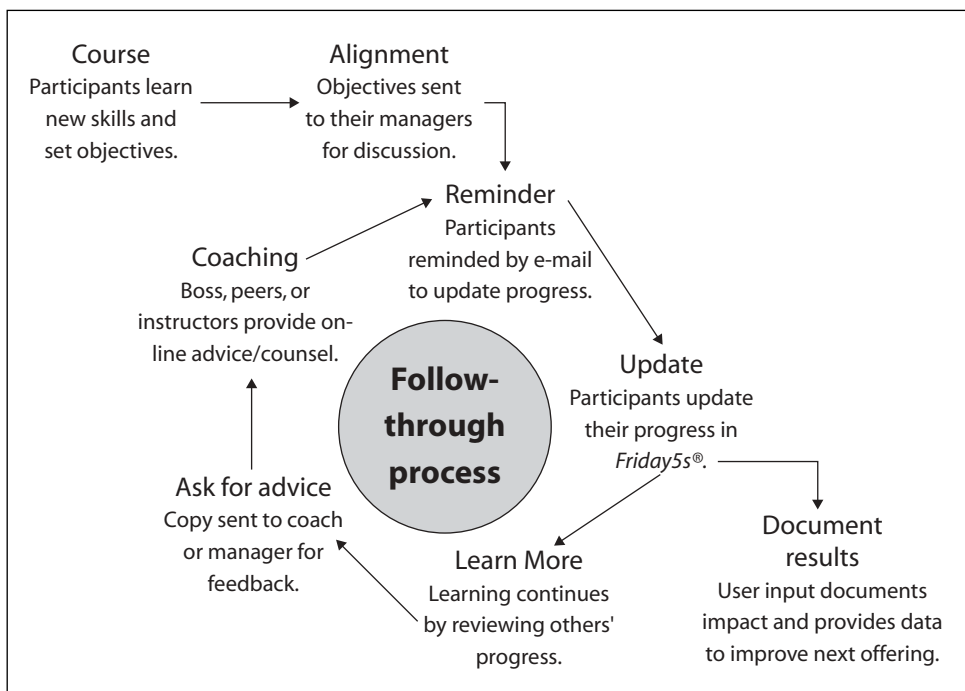 Course
Participants learn
new skills and
set objectives.
Alignment
Objectives sent
to their managers
for discussion.
Reminder
Participants
reminded by e-mail
to update progress.
Coaching
Boss, peers, or
instructors provide on-
line advice/counsel.
Follow-
through
process
Update
Participants update
their progress in
Friday5s®.
Ask for advice
Copy sent to coach
or manager for
feedback.
Learn More
Learning continues
by reviewing others'
progress.
Document
results
User input documents
impact and provides data
to improve next offering.